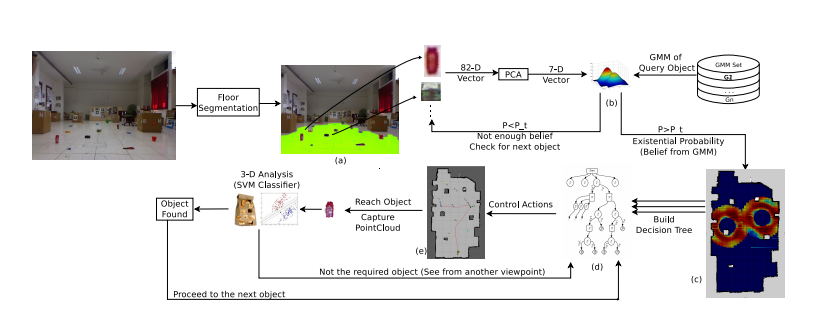 GMM of
Query Object
GMM Set
...
Gn
Floor
Segmentation
82-D
Vector
PCA
7-D
Vector
(b)
(a)
P<P_t
Not enough belief
Check for next object
P>P_t
Existential Probability
(Belief from GMM)
3-D Analysis
(SVM Classifier)
Object
Found
Reach Object
Capture
PointCloud
(e)
Control Actions
(d)
Build
Decision Tree
(c)
Not the required object (See from another viewpoint)
Proceed to the next object